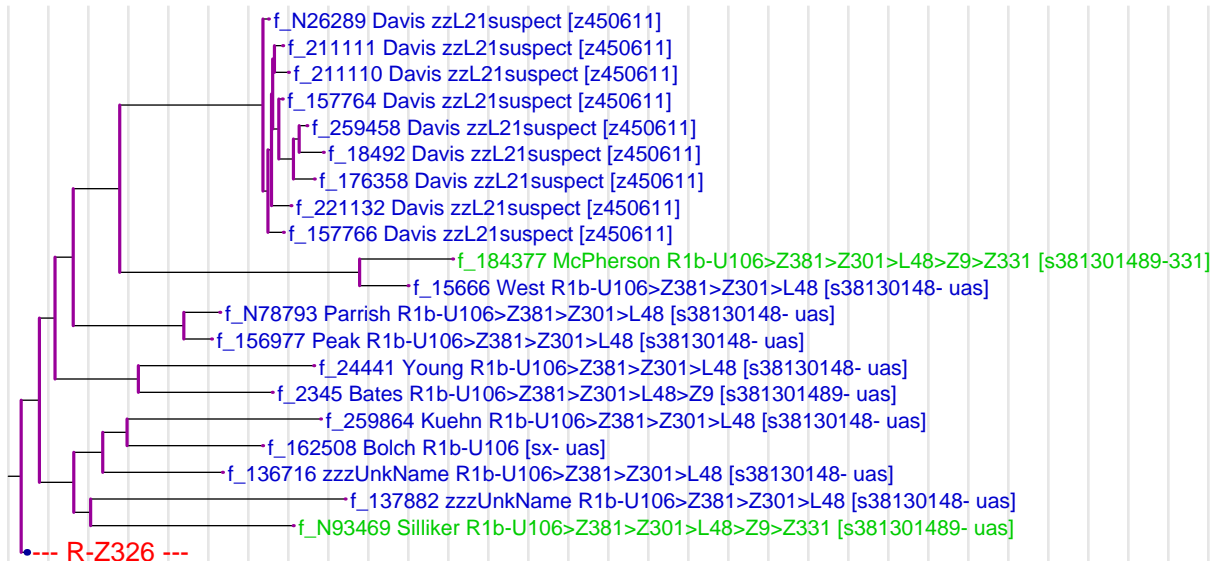 f_N26289 Davis zzL21suspect [z450611]
f_211111 Davis zzL21suspect [z450611]
f_211110 Davis zzL21suspect [z450611]
f_157764 Davis zzL21suspect [z450611]
f_259458 Davis zzL21suspect [z450611]
f_18492 Davis zzL21suspect [z450611]
f_176358 Davis zzL21suspect [z450611]
f_221132 Davis zzL21suspect [z450611]
f_157766 Davis zzL21suspect [z450611]
f_184377 McPherson R1b-U106>Z381>Z301>L48>Z9>Z331 [s381301489-331]
f_15666 West R1b-U106>Z381>Z301>L48 [s38130148- uas]
f_N78793 Parrish R1b-U106>Z381>Z301>L48 [s38130148- uas]
f_156977 Peak R1b-U106>Z381>Z301>L48 [s38130148- uas]
f_24441 Young R1b-U106>Z381>Z301>L48 [s38130148- uas]
f_2345 Bates R1b-U106>Z381>Z301>L48>Z9 [s381301489- uas]
f_259864 Kuehn R1b-U106>Z381>Z301>L48 [s38130148- uas]
f_162508 Bolch R1b-U106 [sx- uas]
f_136716 zzzUnkName R1b-U106>Z381>Z301>L48 [s38130148- uas]
f_137882 zzzUnkName R1b-U106>Z381>Z301>L48 [s38130148- uas]
f_N93469 Silliker R1b-U106>Z381>Z301>L48>Z9>Z331 [s381301489- uas]
--- R-Z326 ---